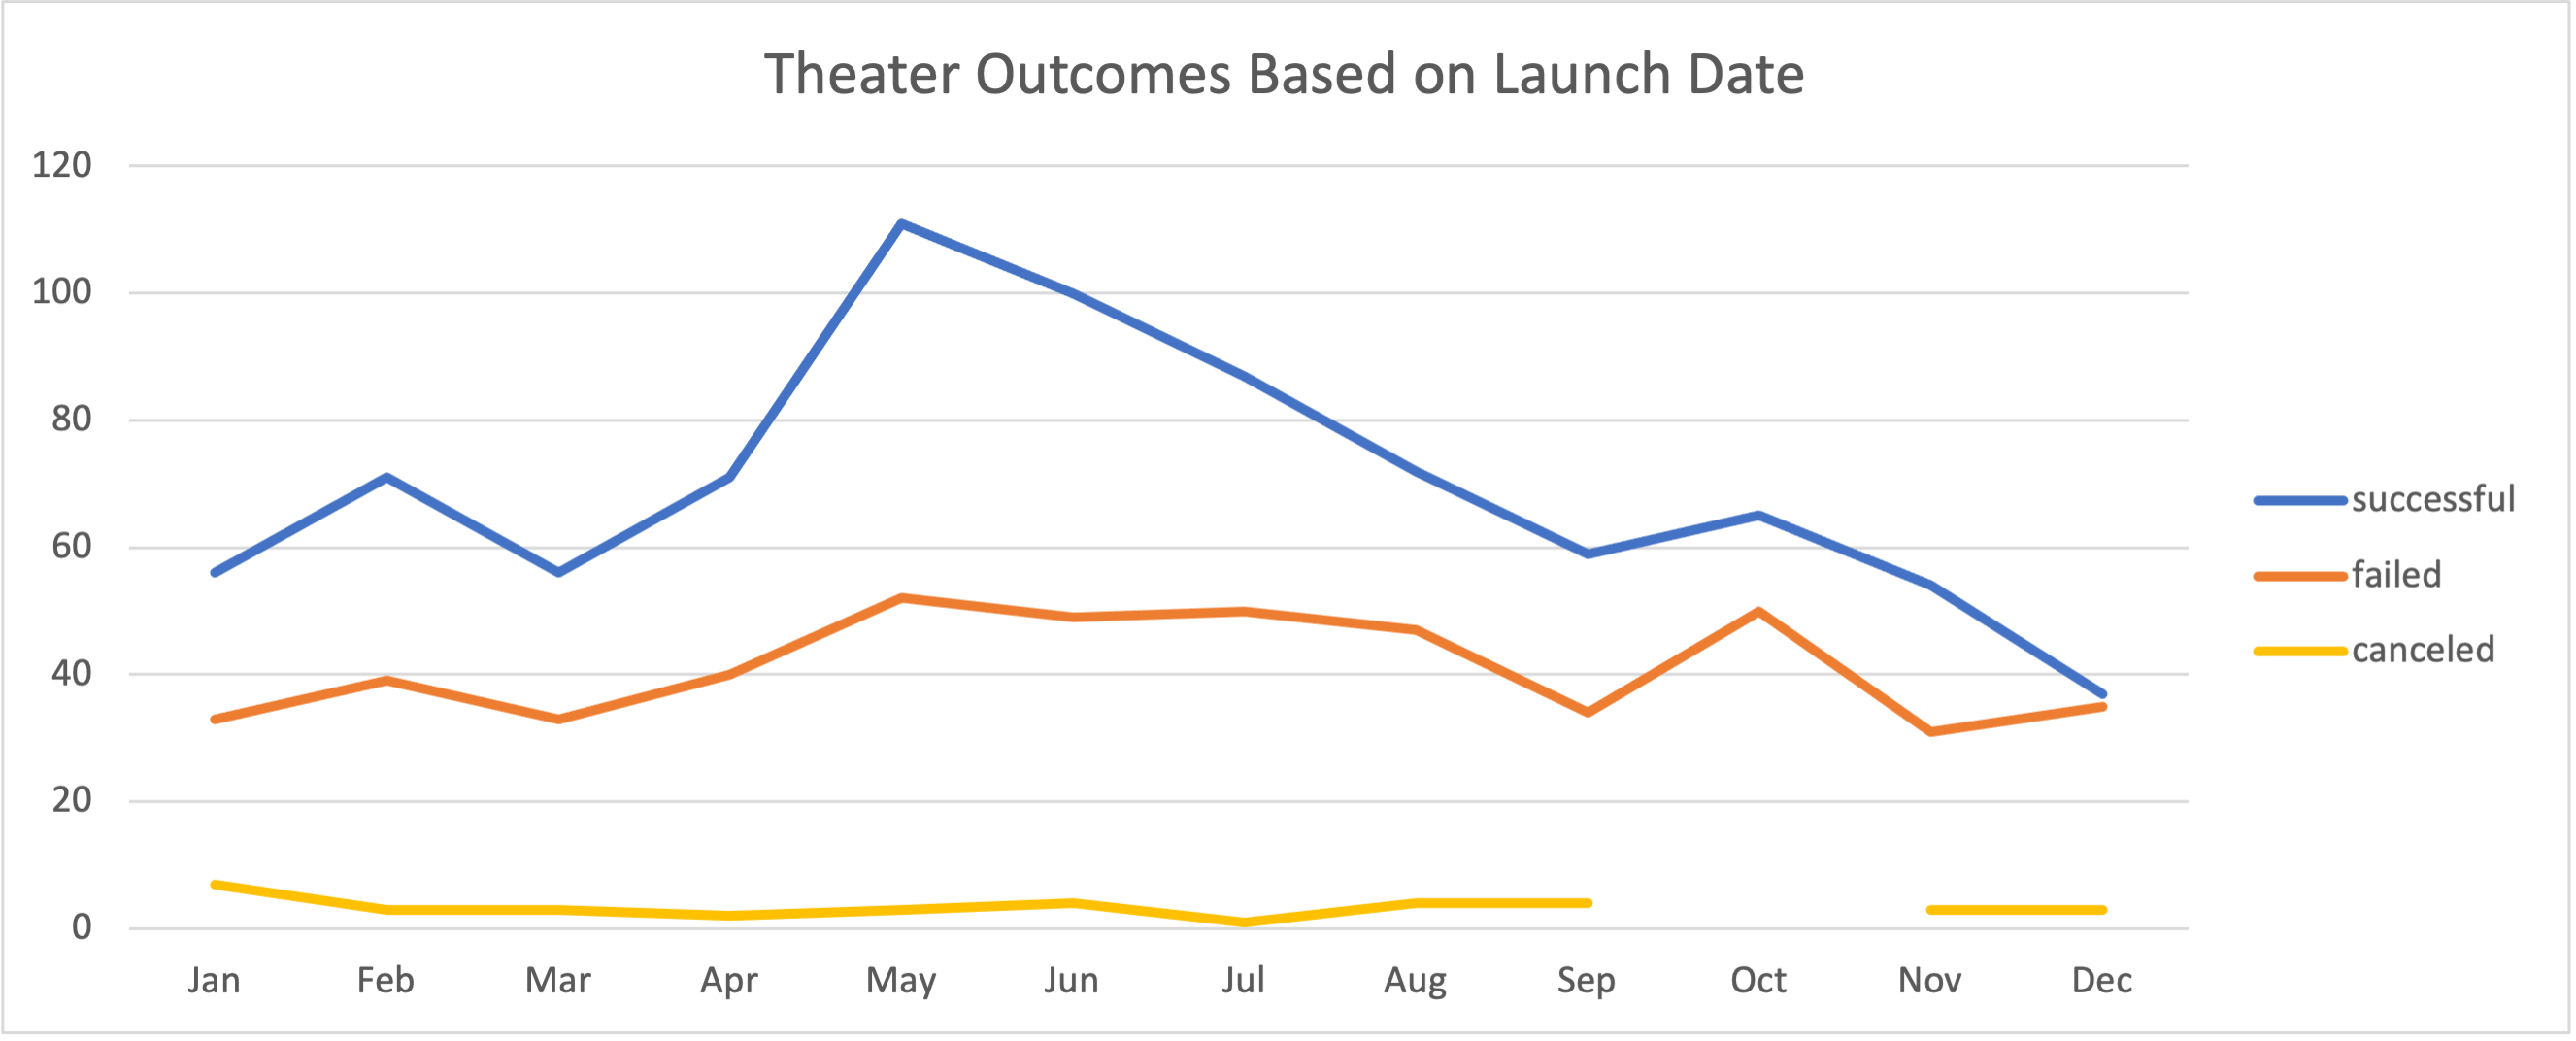 Theater Outcomes Based on Launch Date
120
100
80
60
40
20
0
Jan Feb Mar Apr May Jun Jul Aug Sep Oct Nov Dec
successful
failed
canceled